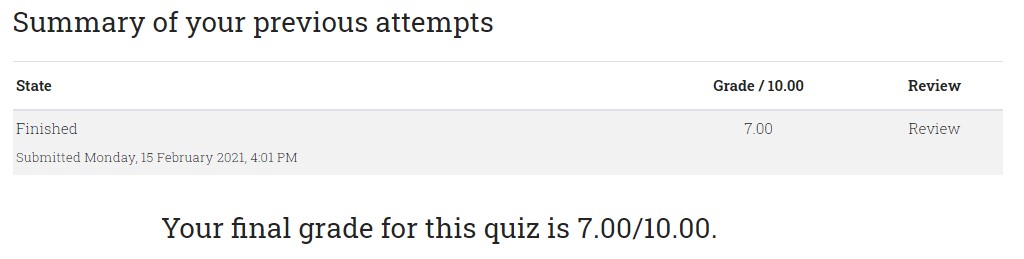 Summary of your previous attempts
State Grade / 10.00 Review
Finished 7.00 Review
Submitted Monday, 15 February 2021, 4:01 PM
Your final grade for this quiz is 7.00/10.00.